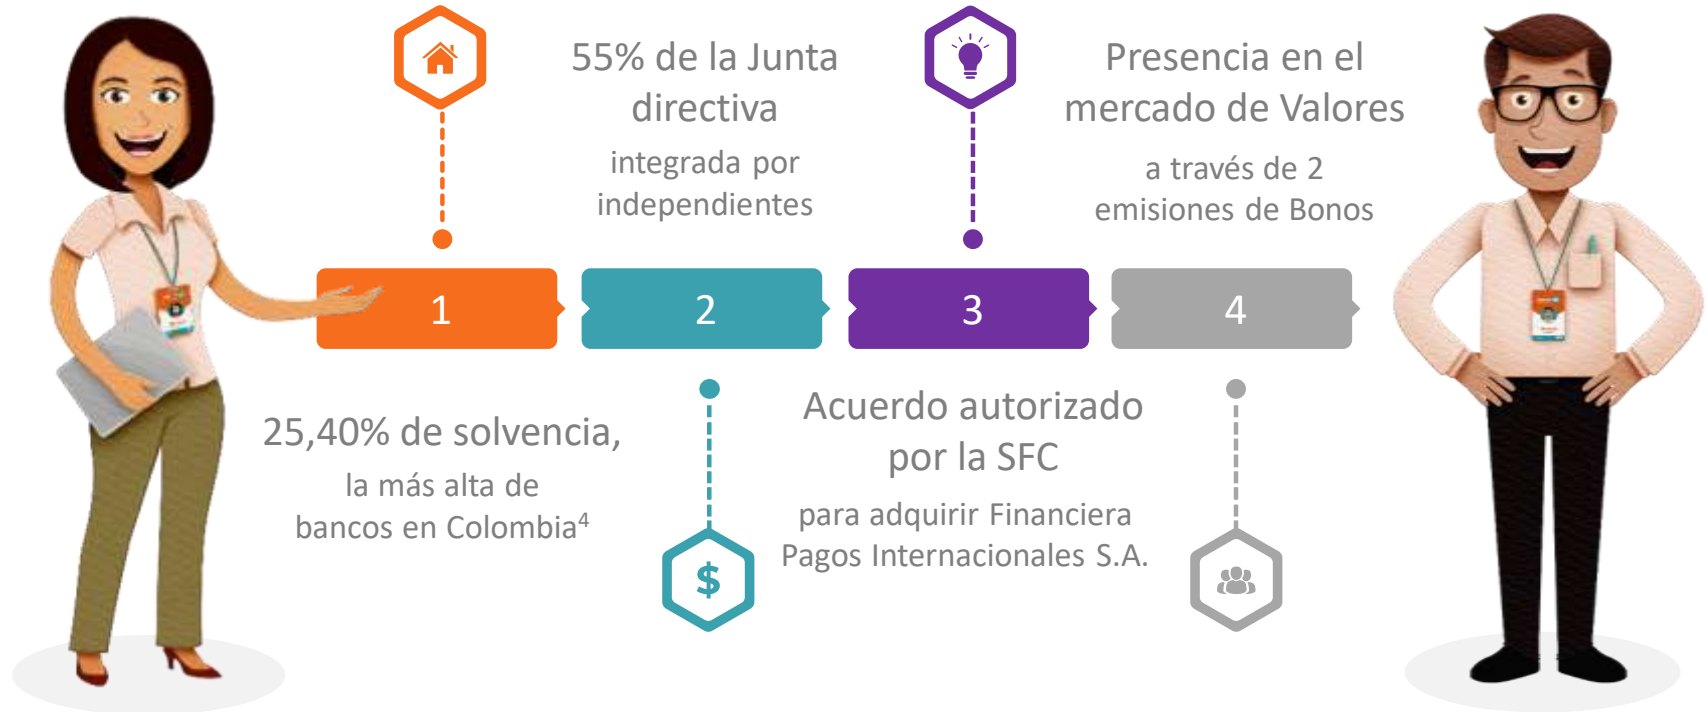 1
25,40% de solvencia,
la más alta de
bancos en Colombia⁴
55% de la Junta
directiva
integrada por
independientes
2
$
3
Acuerdo autorizado
por la SFC
para adquirir Financiera
Pagos Internacionales S.A.
Presencia en el
mercado de Valores
a través de 2
emisiones de Bonos
4